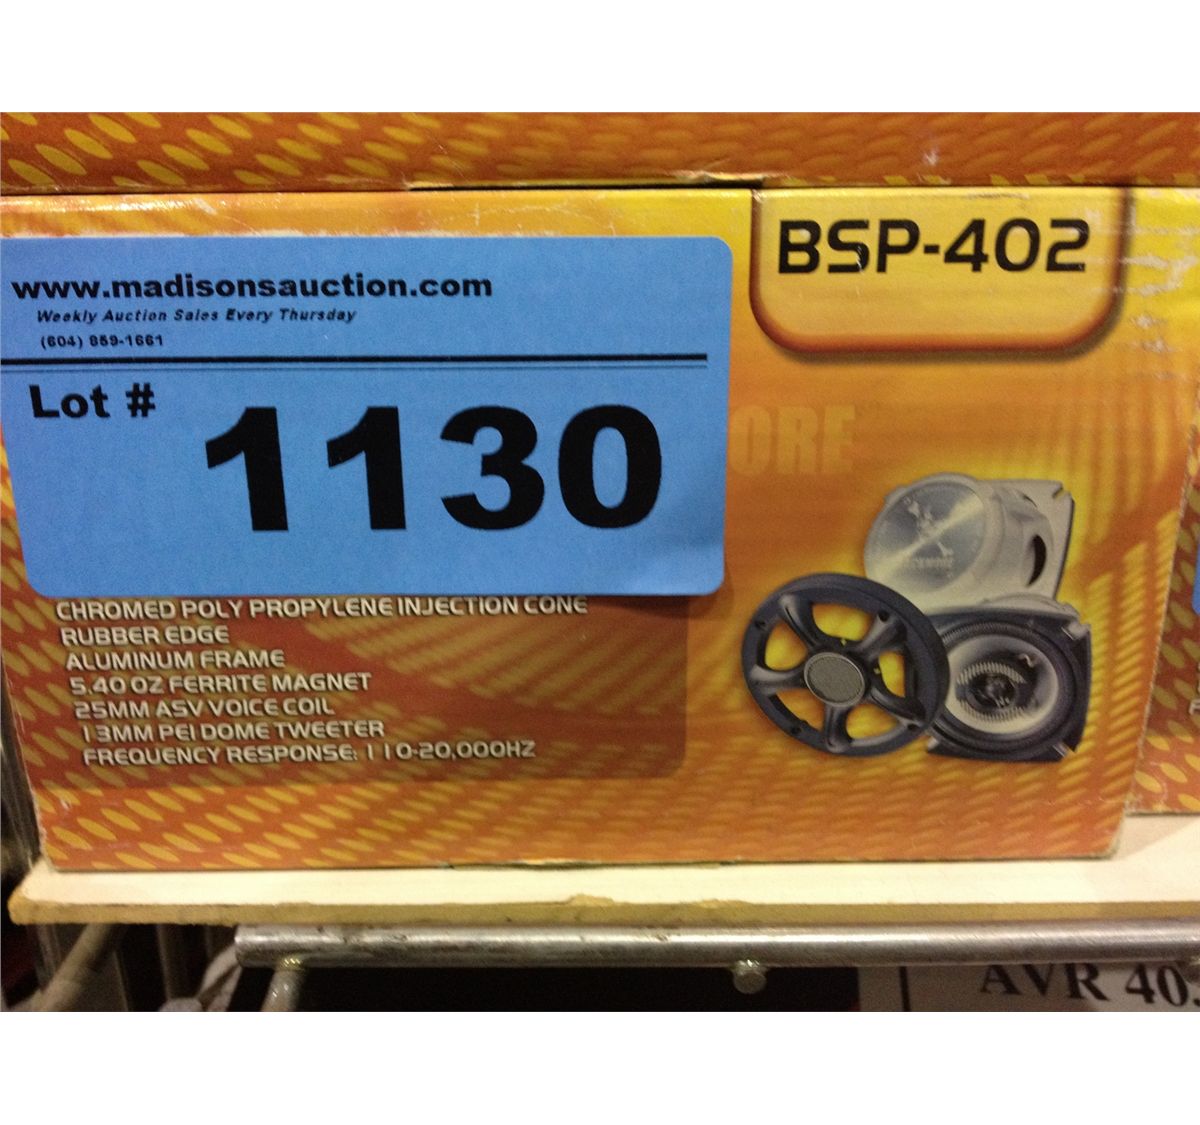 BSP-402
www.madisonsauction.com
Weekly Auction Sales Every Thursday
(604) 859-1661
Lot # 1130
ORE
CHROMED POLY PROPYLENE INJECTION CONE
RUBBER EDGE
ALUMINUM FRAME
5.40 OZ FERRITE MAGNET
25MM ASV VOICE COIL
13MM PEI DOME TWEETER
FREQUENCY RESPONSE: 110-20,000HZ
AVR 40